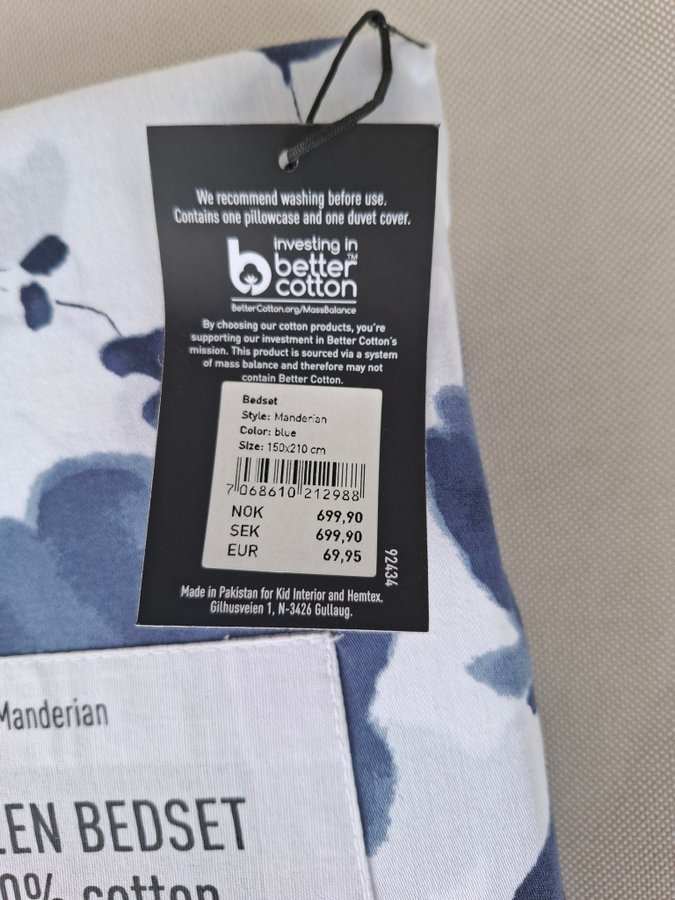 We recommend washing before use.
Contains one pillowcase and one duvet cover.
investing in
better™
cotton
BetterCotton.org/MassBalance
By choosing our cotton products, you're
supporting our investment in Better Cotton's
mission. This product is sourced via a system
of mass balance and therefore may not
contain Better Cotton.
Bedset
Style: Manderian
Color: blue
Size: 150x210 cm
7 068610 212988
NOK 699,90
SEK 699,90
EUR 69,95
92434
Made in Pakistan for Kid Interior and Hemtex.
Gilhusveien 1, N-3426 Gullaug.
Manderian
EN BEDSET
0% cotton